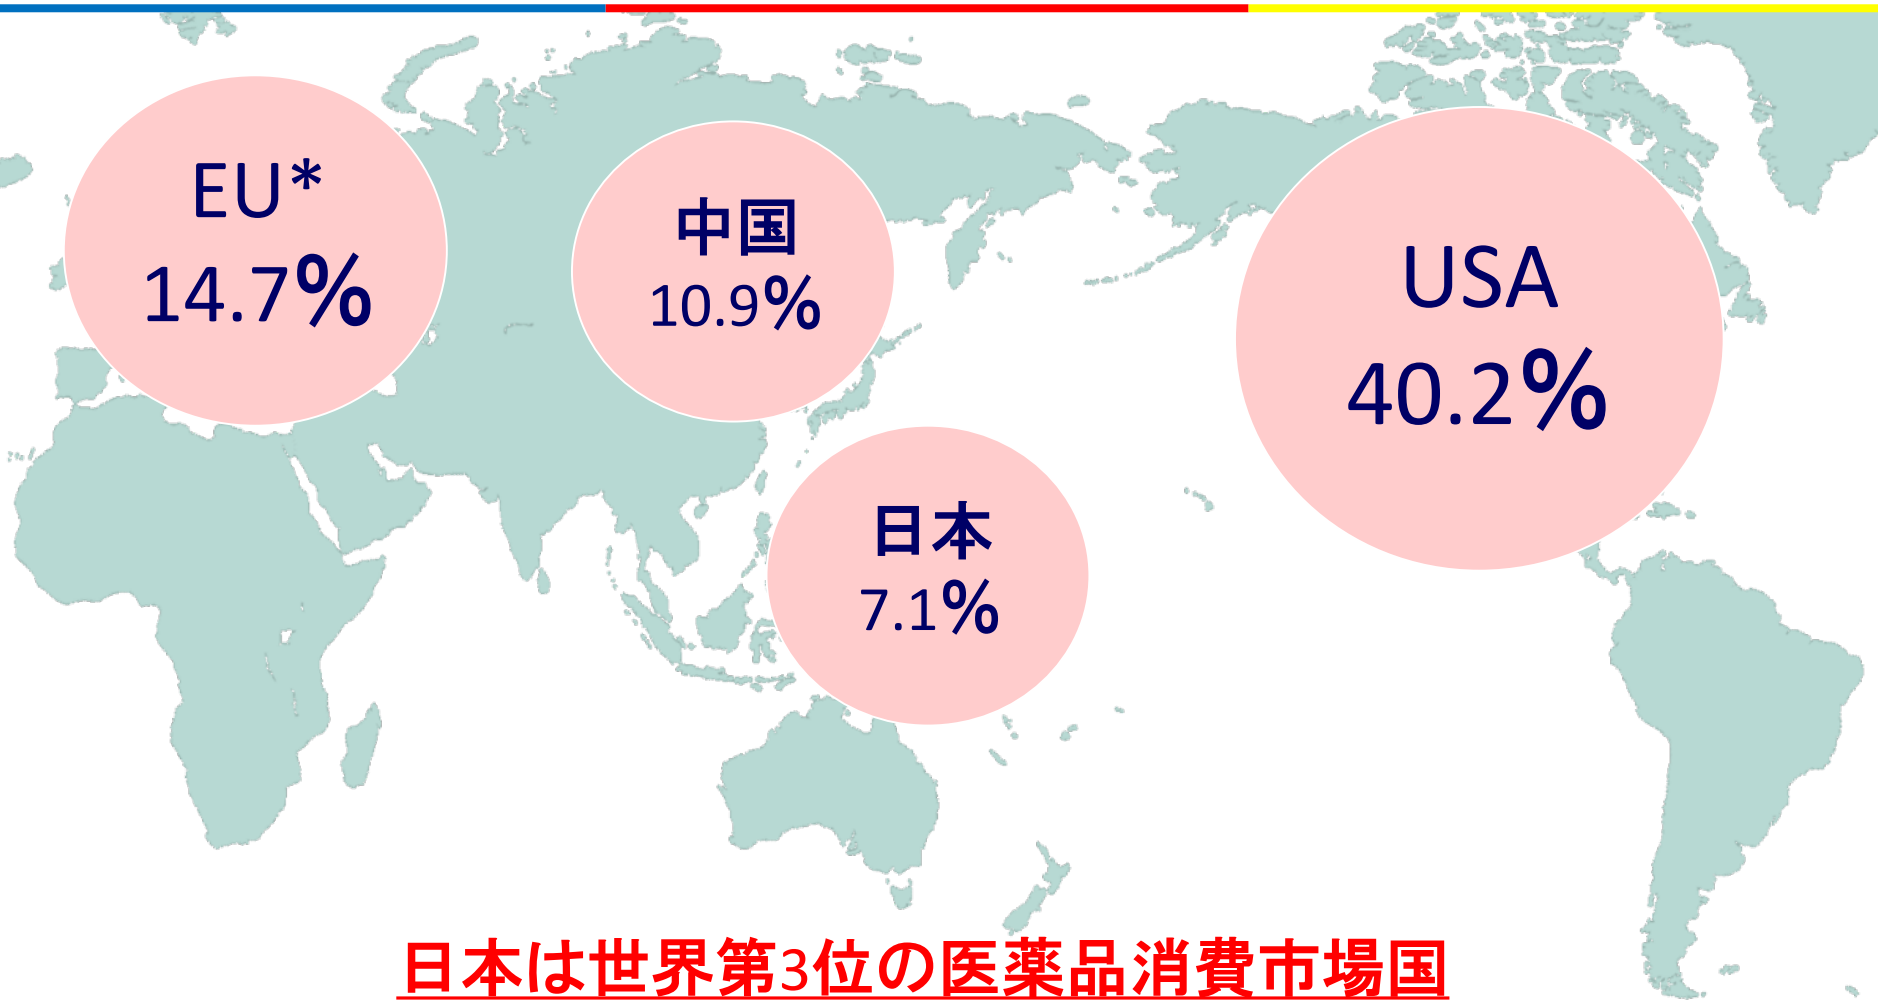 EU*
14.7%
中国
10.9%
USA
40.2%
日本
7.1%
日本は世界第3位の医薬品消費市場国